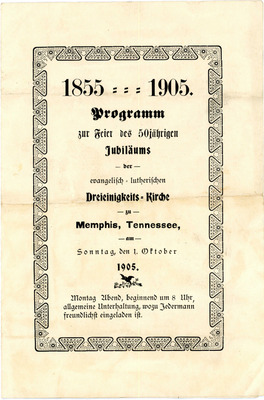 1855 - - - 1905.
Programm
zur Feier des 50jährigen
Jubiläums
— der —
evangelisch - lutherischen
Dreieinigkeits - Kirche
— zu —
Memphis, Tennessee,
— am —
Sonntag, den 1. Oktober
1905.
Montag Abend, beginnend um 8 Uhr,
allgemeine Unterhaltung, wozu Jedermann
freundlichst eingeladen ist.